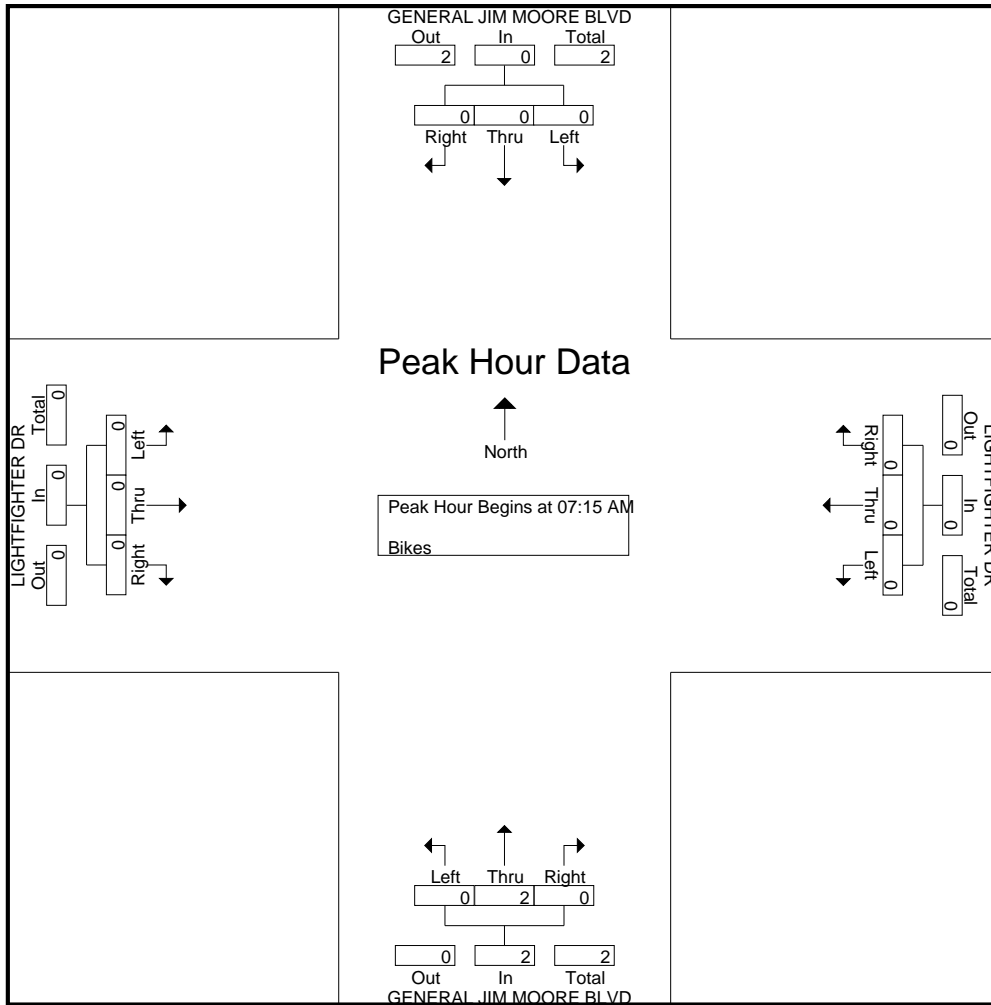 GENERAL JIM MOORE BLVD
Out In Total
2 0 2
0 0 0
Right Thru Left
Peak Hour Data
North
Peak Hour Begins at 07:15 AM
Bikes
LIGHTFIGHTER DR
Out In Total
0 0 0
Right Thru Left
0 0 0
LIGHTFIGHTER DR
Total In Out
0 0 0
Left Thru Right
0 0 0
Left Thru Right
0 2 0
0 2 2
Out In Total
GENERAL JIM MOORE BLVD